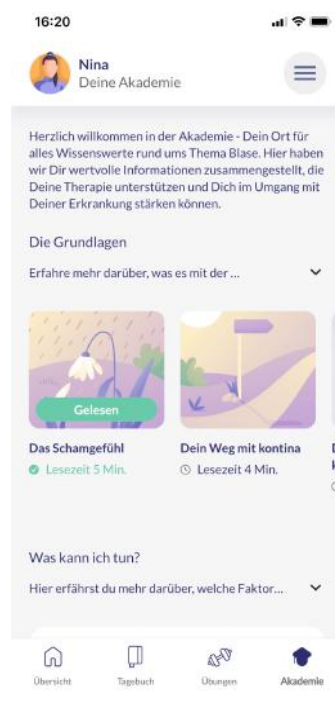 16:20
Nina
Deine Akademie
Herzlich willkommen in der Akademie - Dein Ort für
alles Wissenswerte rund ums Thema Blase. Hier haben
wir Dir wertvolle Informationen zusammengestellt, die
Deine Therapie unterstützen und Dich im Umgang mit
Deiner Erkrankung stärken können.
Die Grundlagen
Erfahre mehr darüber, was es mit der ...
Gelesen
Das Schamgefühl
Lesezeit 5 Min.
Dein Weg mit kontina
Lesezeit 4 Min.
Was kann ich tun?
Hier erfährst du mehr darüber, welche Faktor...
Übersicht
Tagebuch
Übungen
Akademie